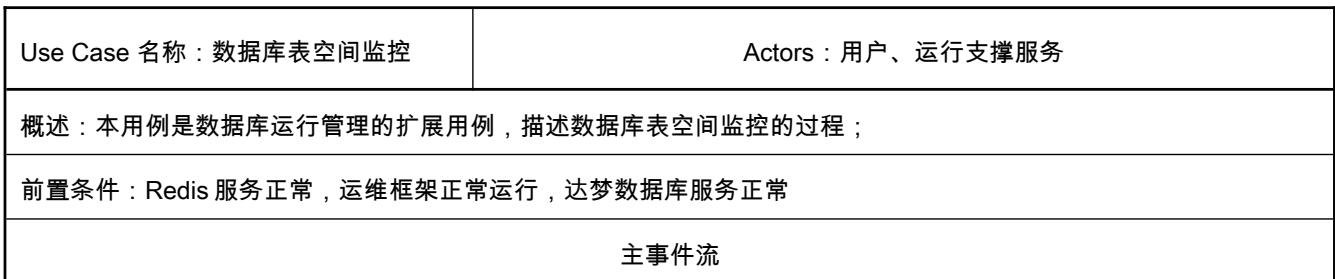 Use Case 名称：数据库表空间监控
Actors：用户、运行支撑服务
概述：本用例是数据库运行管理的扩展用例，描述数据库表空间监控的过程；
前置条件：Redis 服务正常，运维框架正常运行，达梦数据库服务正常
主事件流